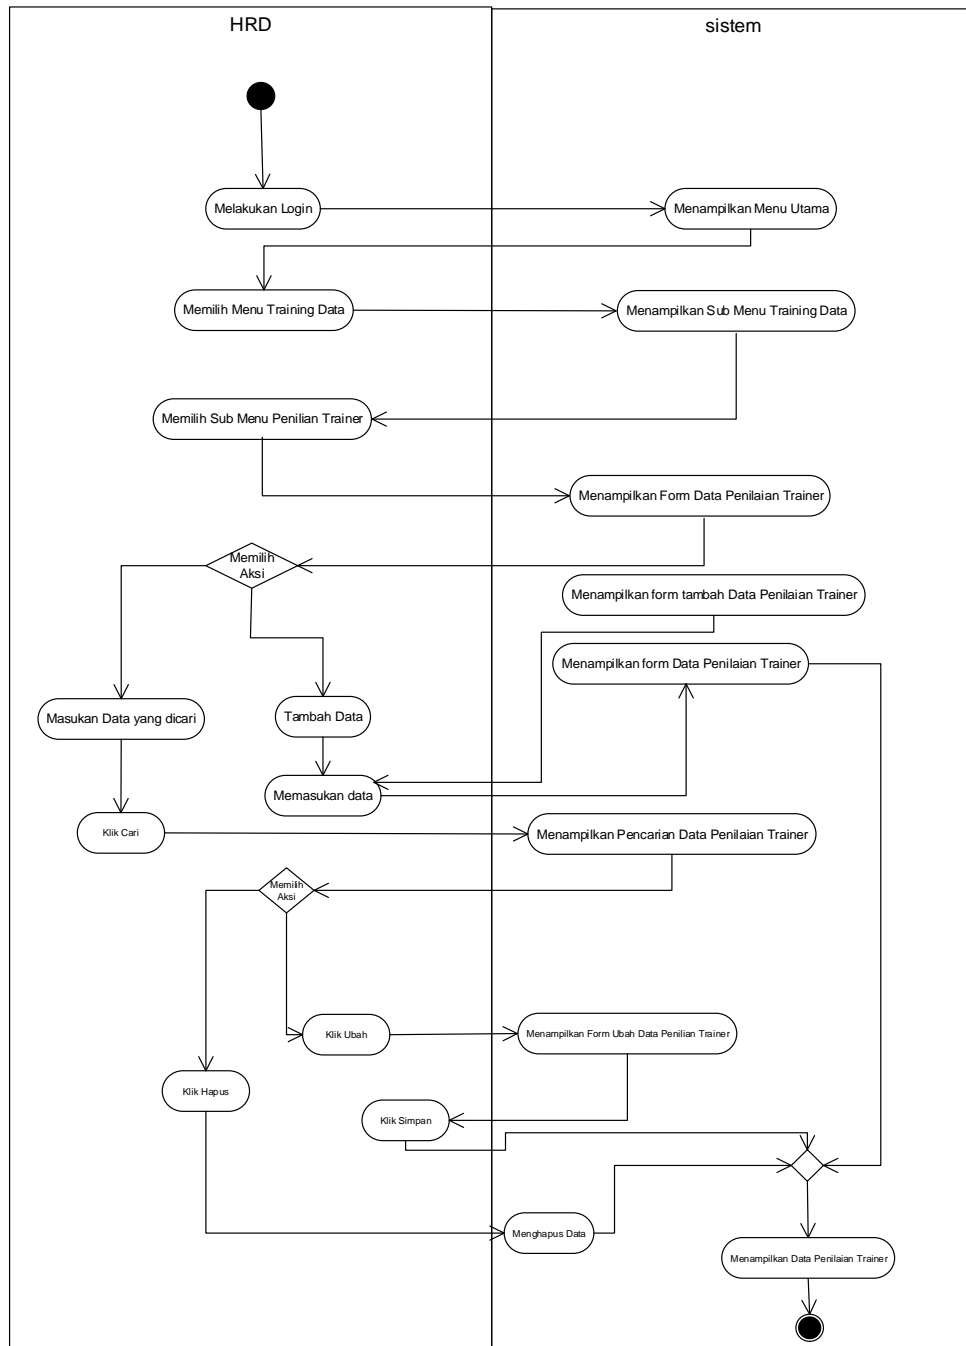 HRD
sistem
Melakukan Login
Menampilkan Menu Utama
Memilih Menu Training Data
Menampilkan Sub Menu Training Data
Memilih Sub Menu Penilian Trainer
Menampilkan Form Data Penilaian Trainer
Memilih
Aksi
Menampilkan form tambah Data Penilaian Trainer
Menampilkan form Data Penilaian Trainer
Masukan Data yang dicari
Tambah Data
Memasukan data
Klik Cari
Menampilkan Pencarian Data Penilaian Trainer
Memilih
Aksi
Klik Ubah
Menampilkan Form Ubah Data Penilian Trainer
Klik Hapus
Klik Simpan
Menghapus Data
Menampilkan Data Penilaian Trainer